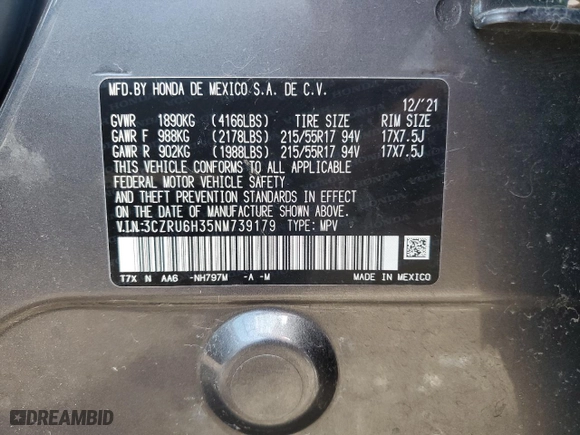 MFD.BY HONDA DE MEXICO S.A. DE C.V.
12/'21
GVWR 1890KG (4166LBS) TIRE SIZE RIM SIZE
GAWR F 988KG (2178LBS) 215/55R17 94V 17X7.5J
GAWR R 902KG (1988LBS) 215/55R17 94V 17X7.5J
THIS VEHICLE CONFORMS TO ALL APPLICABLE
FEDERAL MOTOR VEHICLE SAFETY
AND THEFT PREVENTION STANDARDS IN EFFECT
ON THE DATE OF MANUFACTURE SHOWN ABOVE.
V.I.N:3CZRU6H35NM739179 TYPE: MPV
T7X N AA6 -NH797M -A -M MADE IN MEXICO
DREAMBID